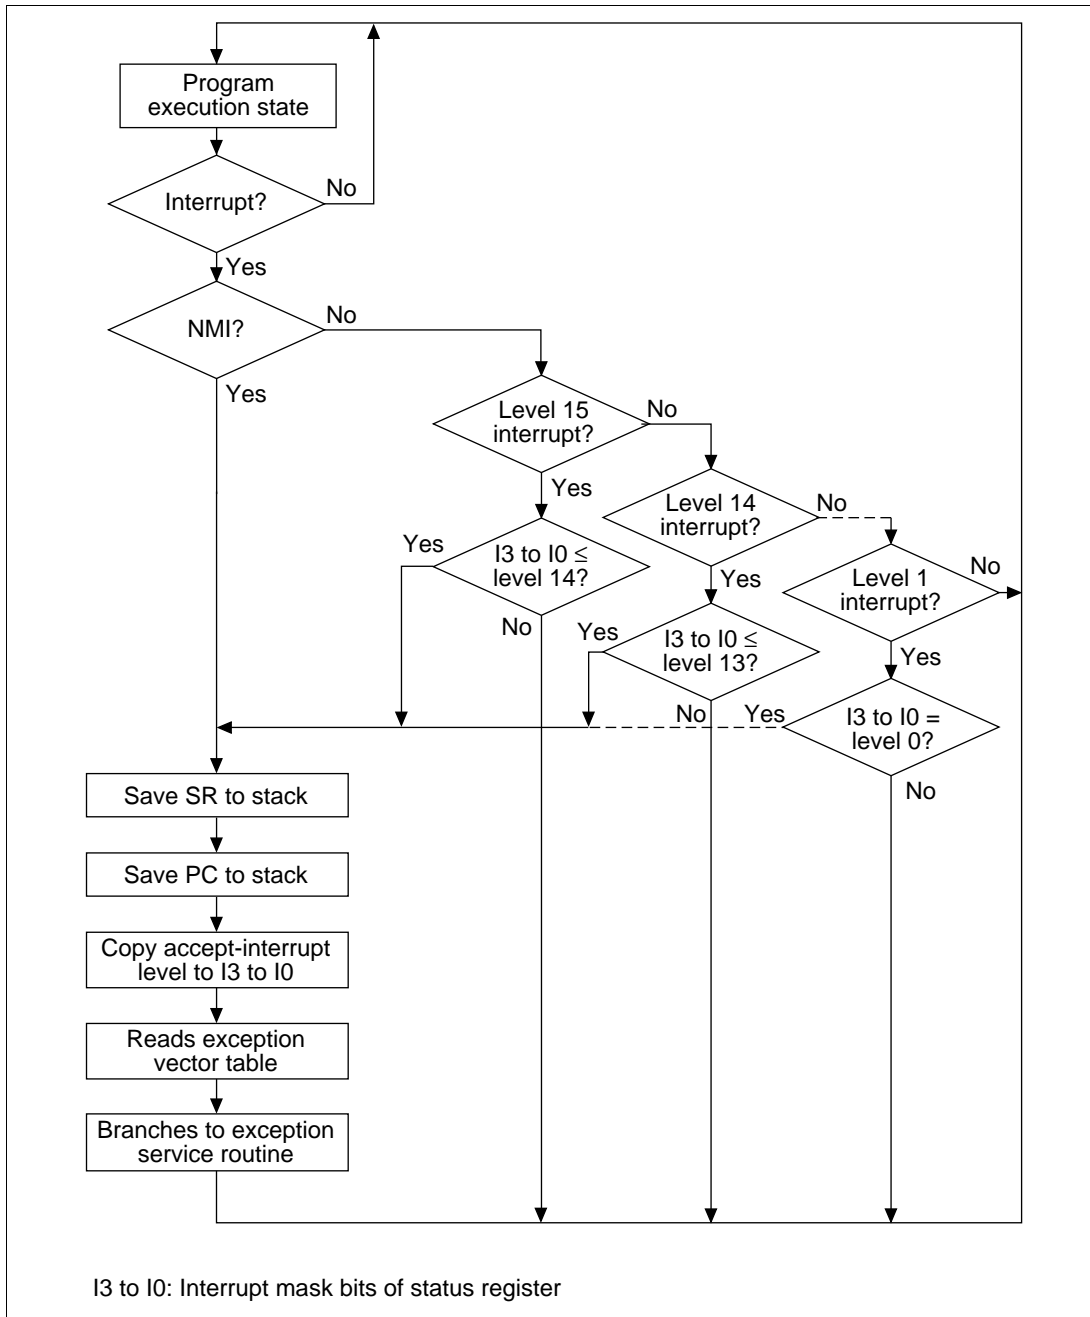 Program
execution state
Interrupt?
No
Yes
NMI?
No
Yes
Level 15
interrupt?
No
Yes
Level 14
interrupt?
No
Yes
I3 to I0 ≤
level 14?
Yes
No
Level 1
interrupt?
No
Yes
I3 to I0 ≤
level 13?
Yes
No
I3 to I0 =
level 0?
Yes
No
Save SR to stack
Save PC to stack
Copy accept-interrupt
level to I3 to I0
Reads exception
vector table
Branches to exception
service routine
I3 to I0: Interrupt mask bits of status register